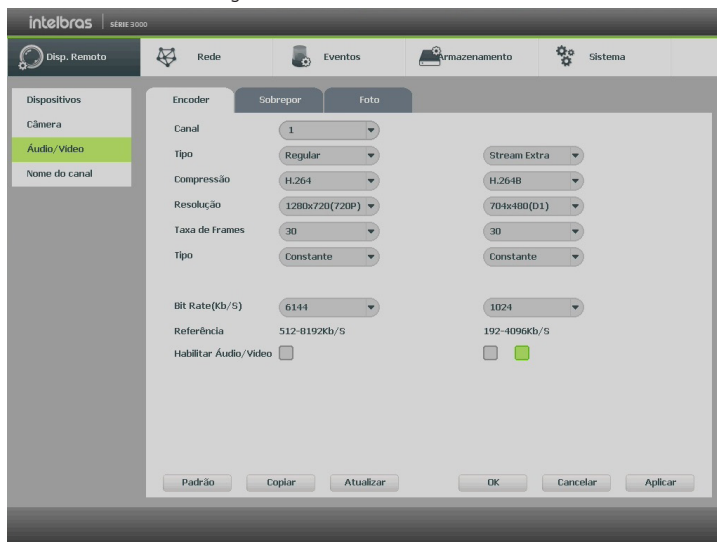 intelbras SÉRIE 3000
Disp. Remoto Rede Eventos Armazenamento Sistema
Dispositivos
Câmera
Áudio/Vídeo
Nome do canal
Encoder Sobrepor Foto
Canal 1
Tipo Regular Stream Extra
Compressão H.264 H.264B
Resolução 1280x720(720P) 704x480(D1)
Taxa de Frames 30 30
Tipo Constante Constante
Bit Rate(Kb/S) 6144 1024
Referência 512-8192Kb/S 192-4096Kb/S
Habilitar Áudio/Vídeo
Padrão Copiar Atualizar OK Cancelar Aplicar